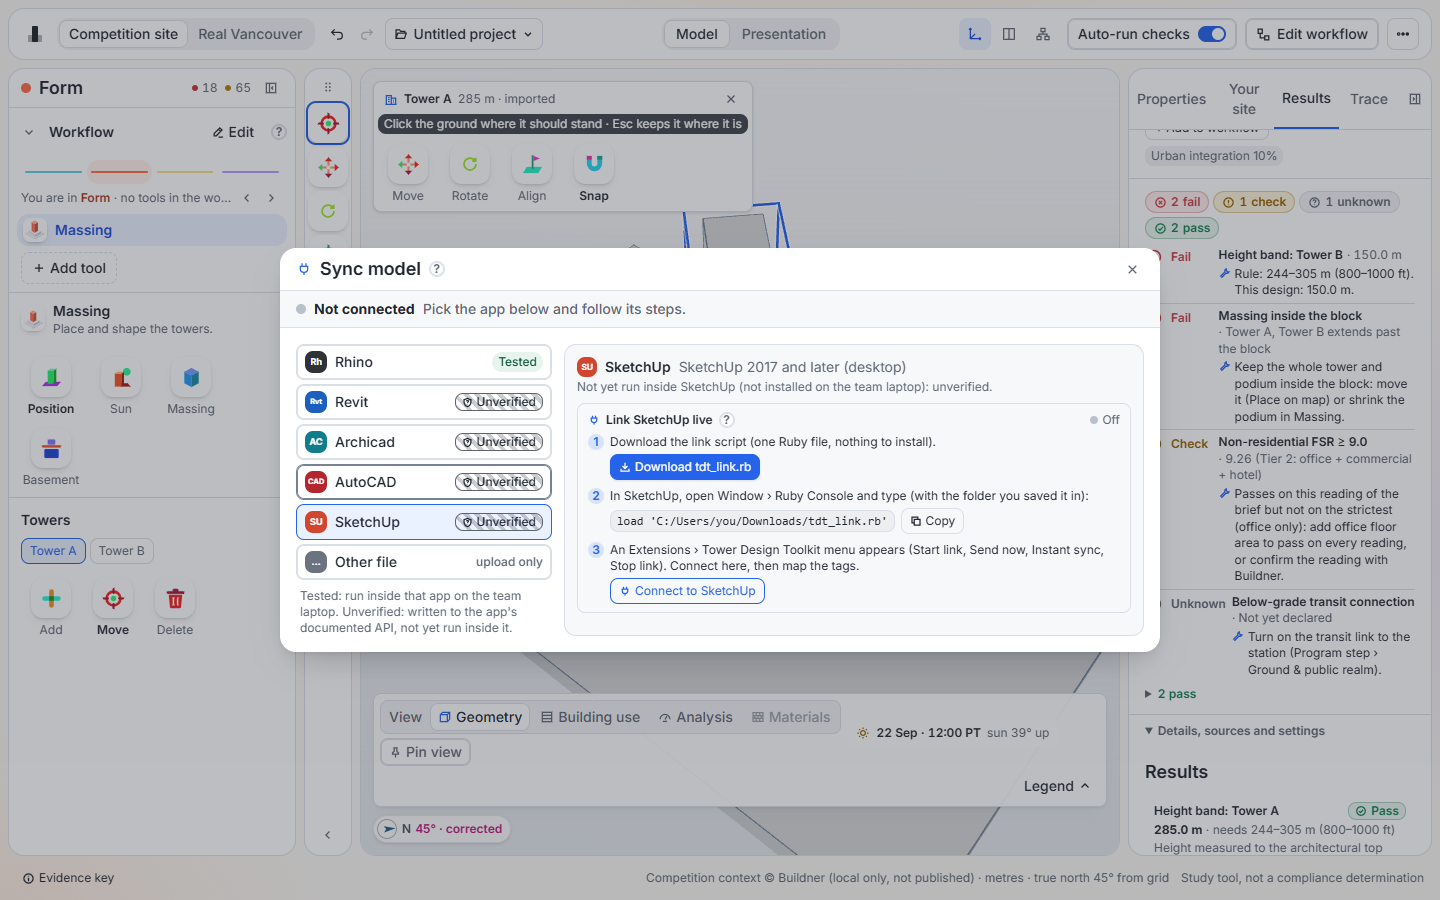 Competition site
Real Vancouver
Untitled project
Model
Presentation
Auto-run checks
Edit workflow
Form
18
65
Workflow
Edit
?
You are in Form · no tools in the wo...
Massing
Add tool
Massing
Place and shape the towers.
Position
Sun
Massing
Basement
Towers
Tower A
Tower B
Add
Move
Delete
Tower A 285 m · imported
Click the ground where it should stand · Esc keeps it where it is
Move
Rotate
Align
Snap
Sync model
?
Not connected Pick the app below and follow its steps.
Rh Rhino Tested
Rvt Revit Unverified
AC Archicad Unverified
CAD AutoCAD Unverified
SU SketchUp Unverified
... Other file upload only
Tested: run inside that app on the team
laptop. Unverified: written to the app's
documented API, not yet run inside it.
SU SketchUp SketchUp 2017 and later (desktop)
Not yet run inside SketchUp (not installed on the team laptop): unverified.
Link SketchUp live ? Off
1 Download the link script (one Ruby file, nothing to install).
Download tdt_link.rb
2 In SketchUp, open Window › Ruby Console and type (with the folder you saved it in):
load 'C:/Users/you/Downloads/tdt_link.rb' Copy
3 An Extensions › Tower Design Toolkit menu appears (Start link, Send now, Instant sync,
Stop link). Connect here, then map the tags.
Connect to SketchUp
View
Geometry
Building use
Analysis
Materials
Pin view
22 Sep · 12:00 PT sun 39° up
Legend
N 45° · corrected
Properties
Your
site
Results
Trace
Urban integration 10%
2 fail
1 check
1 unknown
2 pass
Fail Height band: Tower B · 150.0 m
Rule: 244–305 m (800–1000 ft).
This design: 150.0 m.
Fail Massing inside the block
· Tower A, Tower B extends past
the block
Keep the whole tower and
podium inside the block: move
it (Place on map) or shrink the
podium in Massing.
Check Non-residential FSR ≥ 9.0
· 9.26 (Tier 2: office + commercial
+ hotel)
Passes on this reading of the
brief but not on the strictest
(office only): add office floor
area to pass on every reading,
or confirm the reading with
Buildner.
Unknown Below-grade transit connection
· Not yet declared
Turn on the transit link to the
station (Program step ›
Ground & public realm).
2 pass
Details, sources and settings
Results
Height band: Tower A Pass
285.0 m · needs 244–305 m (800–1000 ft)
Height measured to the architectural top
Evidence key
Competition context © Buildner (local only, not published) · metres · true north 45° from grid Study tool, not a compliance determination